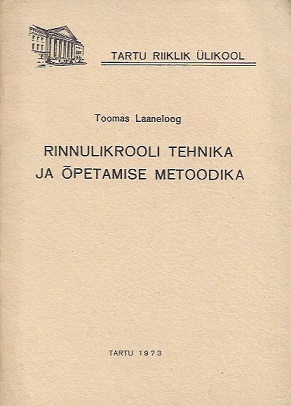 TARTU RIIKLIK ÜLIKOOL
Toomas Laaneloog
RINNULIKROOLI TEHNIKA
JA ÕPETAMISE METOODIKA
TARTU 1973